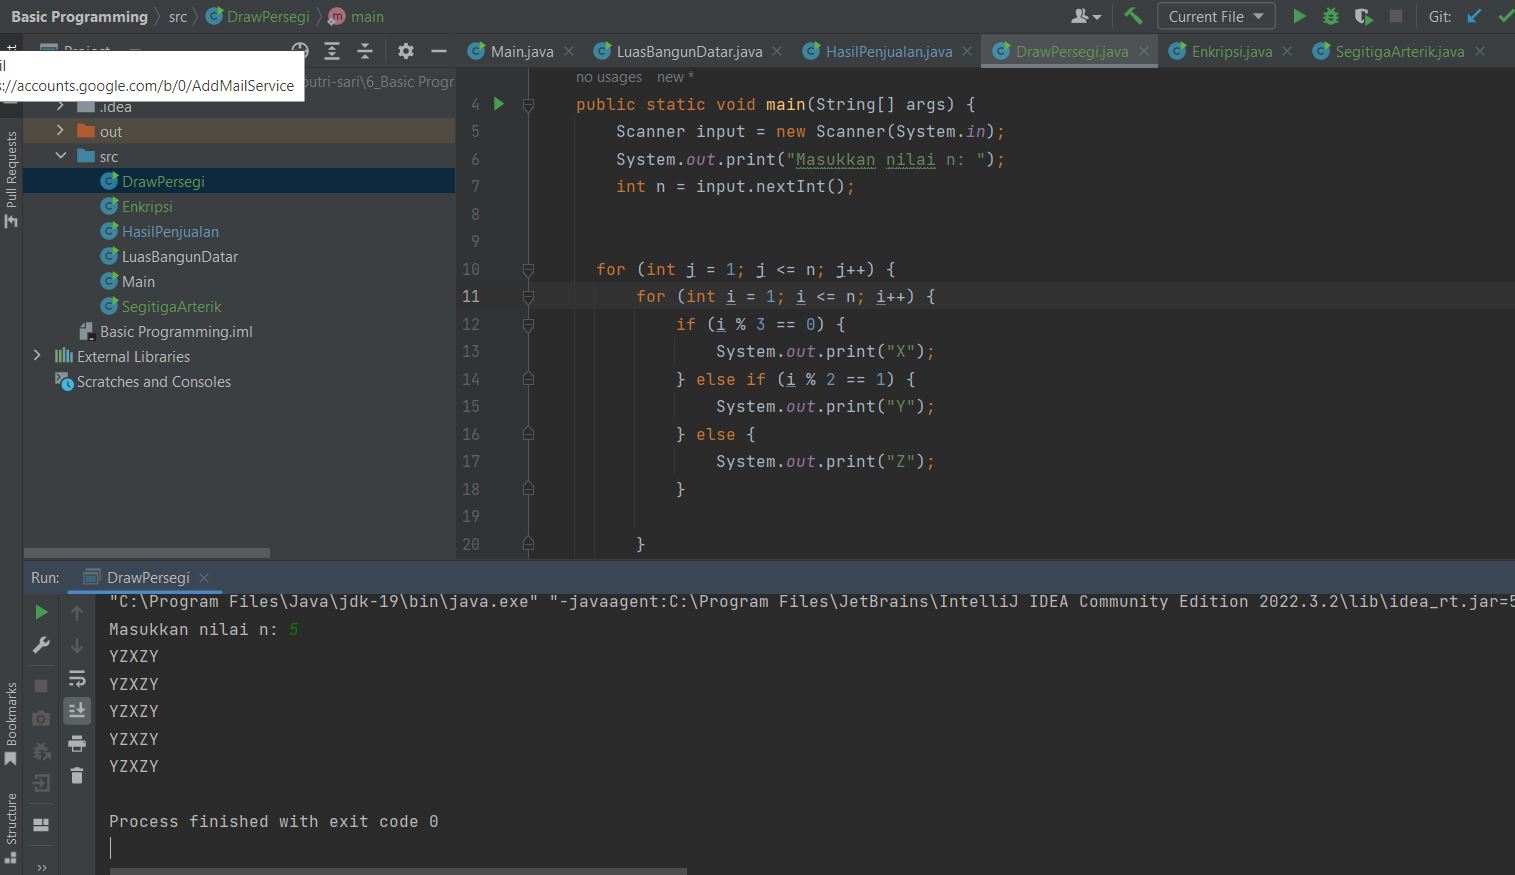 Basic Programming src DrawPersegi main
Current File
Git:
Main.java
LuasBangunDatar.java
HasilPenjualan.java
DrawPersegi.java
Enkripsi.java
SegitigaArterik.java
://accounts.google.com/b/0/AddMailService
putri-sari\6_Basic Progr
.idea
out
src
DrawPersegi
Enkripsi
HasilPenjualan
LuasBangunDatar
Main
SegitigaArterik
Basic Programming.iml
External Libraries
Scratches and Consoles
Pull Requests
Bookmarks
Structure
no usages new *
4 public static void main(String[] args) {
5 Scanner input = new Scanner(System.in);
6 System.out.print("Masukkan nilai n: ");
7 int n = input.nextInt();
8
9
10 for (int j = 1; j <= n; j++) {
11 for (int i = 1; i <= n; i++) {
12 if (i % 3 == 0) {
13 System.out.print("X");
14 } else if (i % 2 == 1) {
15 System.out.print("Y");
16 } else {
17 System.out.print("Z");
18 }
19
20 }
Run: DrawPersegi
"C:\Program Files\Java\jdk-19\bin\java.exe" "-javaagent:C:\Program Files\JetBrains\IntelliJ IDEA Community Edition 2022.3.2\lib\idea_rt.jar=5
Masukkan nilai n: 5
YZXZY
YZXZY
YZXZY
YZXZY
YZXZY
Process finished with exit code 0